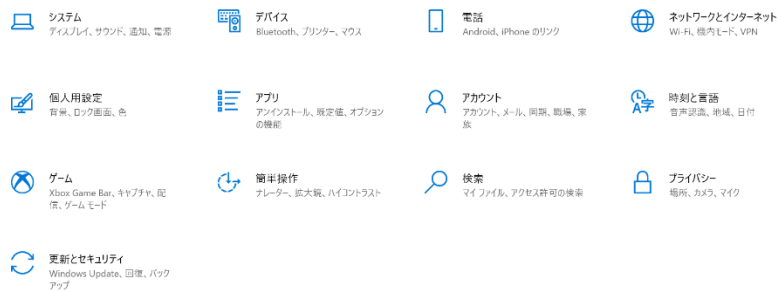 システム
ディスプレイ、サウンド、通知、電源
デバイス
Bluetooth、プリンター、マウス
電話
Android、iPhone のリンク
ネットワークとインターネット
Wi-Fi、機内モード、VPN
個人用設定
背景、ロック画面、色
アプリ
アンインストール、既定値、オプション
の機能
アカウント
アカウント、メール、同期、職場、家
族
時刻と言語
音声認識、地域、日付
ゲーム
Xbox Game Bar、キャプチャ、配
信、ゲーム モード
簡単操作
ナレーター、拡大鏡、ハイコントラスト
検索
マイ ファイル、アクセス許可の検索
プライバシー
場所、カメラ、マイク
更新とセキュリティ
Windows Update、回復、バック
アップ